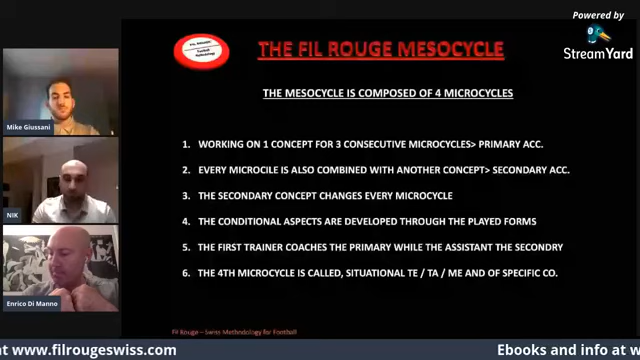 Powered by
StreamYard
THE FIL ROUGE MESOCYCLE
THE MESOCYCLE IS COMPOSED OF 4 MICROCYCLES
1. WORKING ON 1 CONCEPT FOR 3 CONSECUTIVE MICROCYCLES> PRIMARY ACC.
2. EVERY MICROCILE IS ALSO COMBINED WITH ANOTHER CONCEPT> SECONDARY ACC.
3. THE SECONDARY CONCEPT CHANGES EVERY MICROCYCLE
4. THE CONDITIONAL ASPECTS ARE DEVELOPED THROUGH THE PLAYED FORMS
5. THE FIRST TRAINER COACHES THE PRIMARY WHILE THE ASSISTANT THE SECONDRY
6. THE 4TH MICROCYCLE IS CALLED, SITUATIONAL TE / TA / ME AND OF SPECIFIC CO.
Mike Giussani
NIK
Enrico Di Manno
Fil Rouge – Swiss Methodology for Football
at www.filrougeswiss.com
Ebooks and info at w